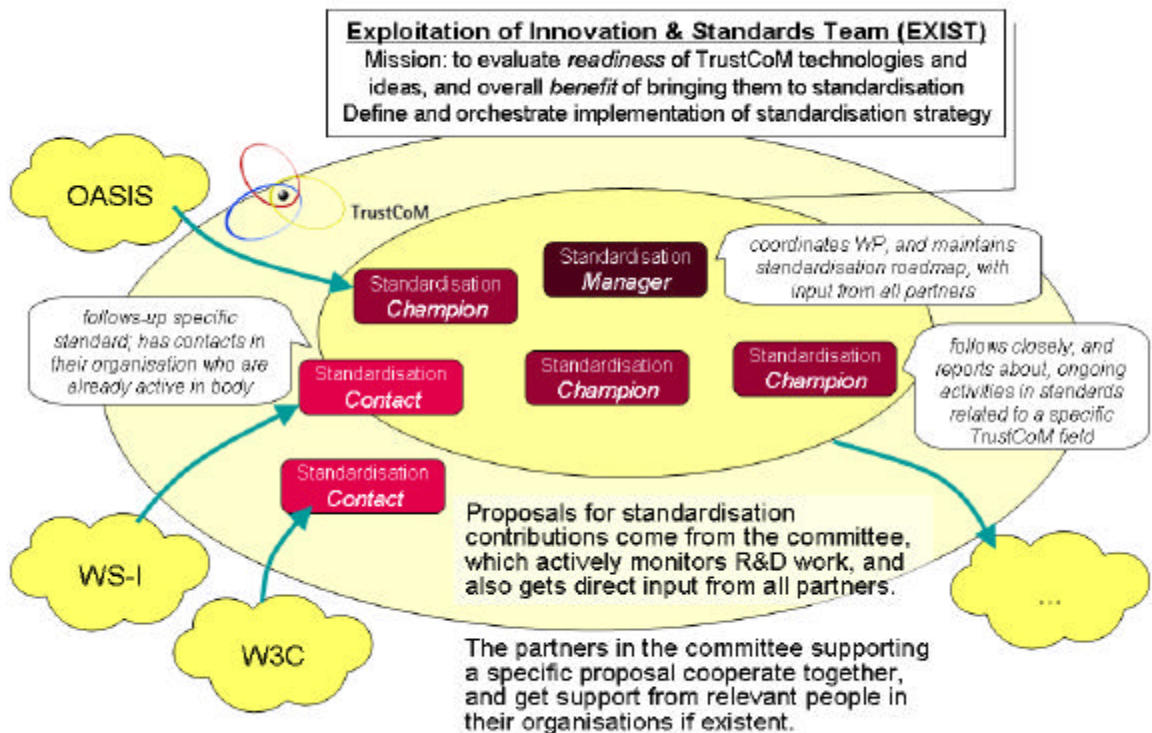 Exploitation of Innovation & Standards Team (EXIST)
Mission: to evaluate readiness of TrustCoM technologies and
ideas, and overall benefit of bringing them to standardisation
Define and orchestrate implementation of standardisation strategy
OASIS
TrustCoM
Standardisation
Manager
coordinates WP, and maintains
standardisation roadmap, with
input from all partners
Standardisation
Champion
follows-up specific
standard; has contacts in
their organisation who are
already active in body
Standardisation
Contact
Standardisation
Champion
Standardisation
Champion
follows closely, and
reports about, ongoing
activities in standards
related to a specific
TrustCoM field
Standardisation
Contact
Proposals for standardisation
contributions come from the committee,
which actively monitors R&D work, and
also gets direct input from all partners.
WS-I
W3C
...
The partners in the committee supporting
a specific proposal cooperate together,
and get support from relevant people in
their organisations if existent.